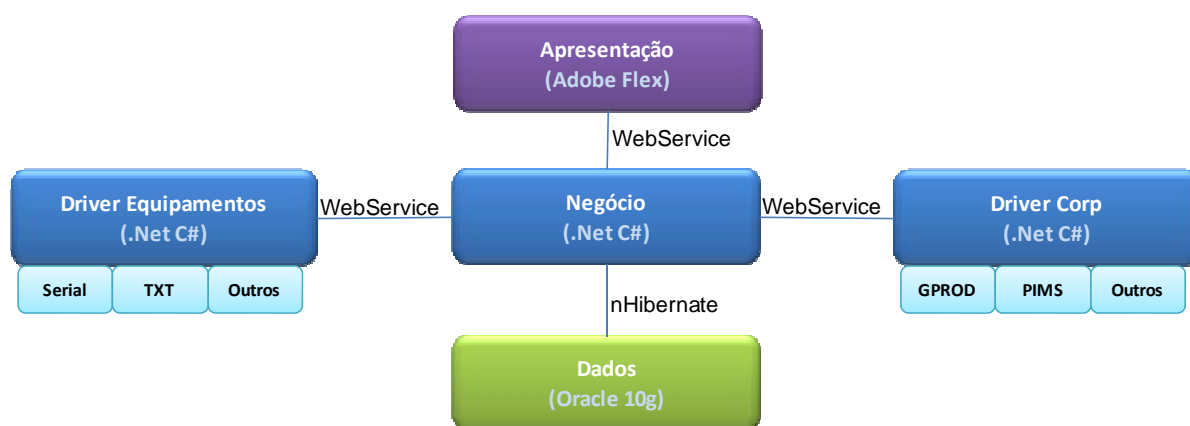 Apresentação
(Adobe Flex)
WebService
Driver Equipamentos
(.Net C#)
Serial
TXT
Outros
WebService
Negócio
(.Net C#)
WebService
Driver Corp
(.Net C#)
GPROD
PIMS
Outros
nHibernate
Dados
(Oracle 10g)